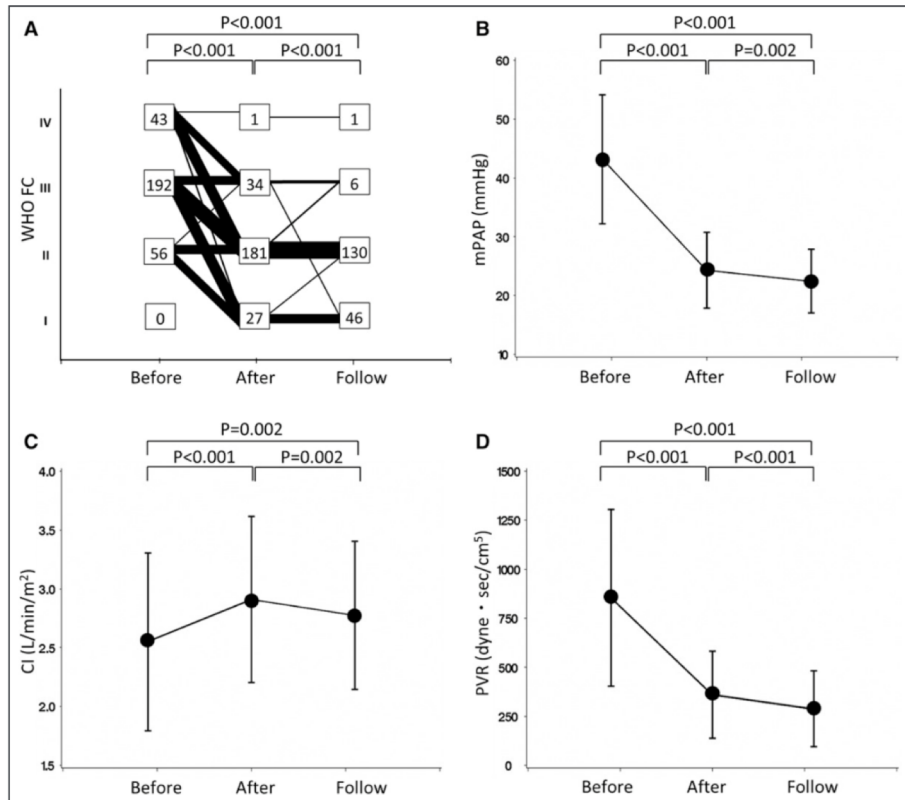 A
P<0.001
P<0.001 P<0.001
WHO FC
IV 43 1 1
III 192 34 6
II 56 181 130
I 0 27 46
Before After Follow
B
P<0.001
P<0.001 P=0.002
mPAP (mmHg)
60
50
40
30
20
10
Before After Follow
C
P=0.002
P<0.001 P=0.002
CI (L/min/m²)
4.0
3.5
3.0
2.5
2.0
1.5
Before After Follow
D
P<0.001
P<0.001 P<0.001
PVR (dyne・sec/cm⁵)
1500
1250
1000
750
500
250
0
Before After Follow